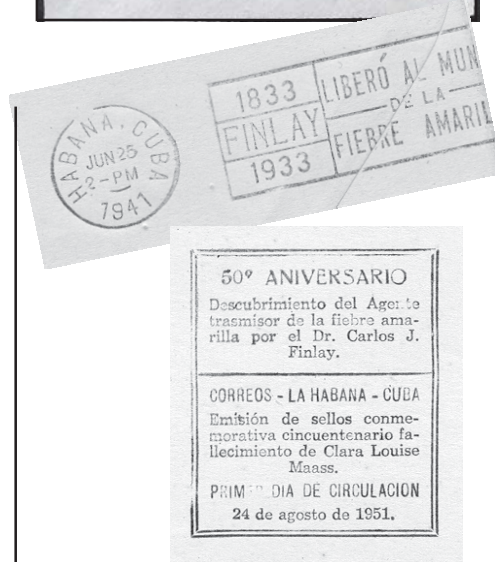 HABANA, CUBA
JUN 25
2-PM
1941
1833
FINLAY
1933
LIBERÓ AL MUN
DE LA
FIEBRE AMARIL
50º ANIVERSARIO
Descubrimiento del Agente
trasmisor de la fiebre ama-
rilla por el Dr. Carlos J.
Finlay.
CORREOS - LA HABANA - CUBA
Emisión de sellos conme-
morativa cincuentenario fa-
llecimiento de Clara Louise
Maass.
PRIMER DIA DE CIRCULACION
24 de agosto de 1951.